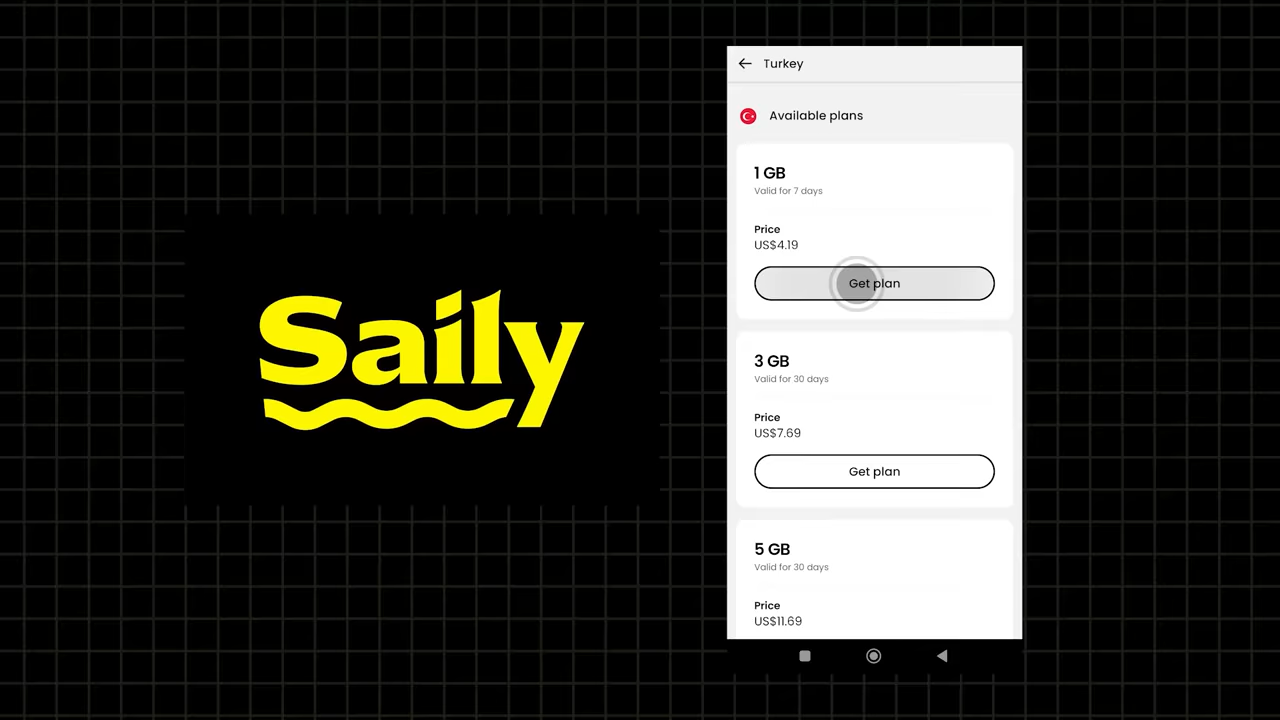 Saily
Turkey
Available plans
1 GB
Valid for 7 days
Price
US$4.19
Get plan
3 GB
Valid for 30 days
Price
US$7.69
Get plan
5 GB
Valid for 30 days
Price
US$11.69